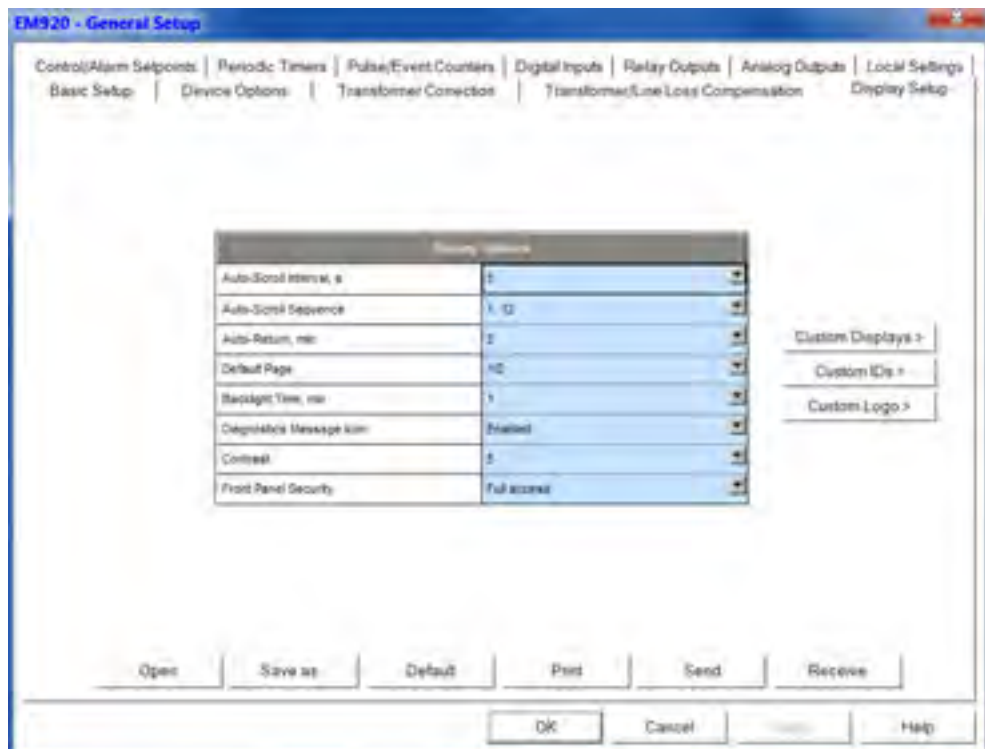 EM920 - General Setup
Control/Alarm Setpoints | Periodic Timers | Pulse/Event Counters | Digital Inputs | Relay Outputs | Analog Outputs | Local Settings
Basic Setup | Device Options | Transformer Correction | Transformer/Line Loss Compensation | Display Setup
Display Options
Auto-Scroll Interval, s
Auto-Scroll Sequence
Auto-Return, min
Default Page
Backlight Time, min 1
Diagnostics Message Icon Enabled
Contrast
Front Panel Security Full access
Custom Displays >
Custom IDs >
Custom Logo >
Open Save as Default Print Send Receive
OK Cancel Help